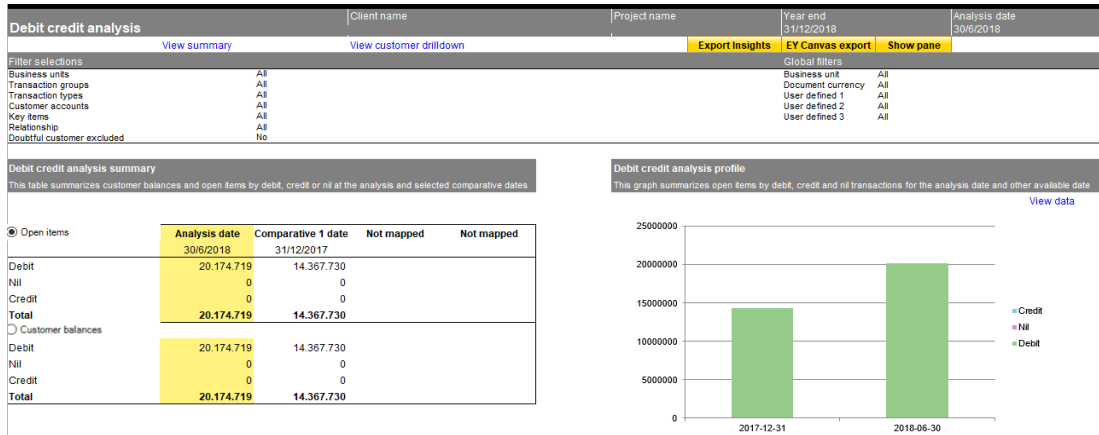 Debit credit analysis
Client name
Project name
Year end
31/12/2018
Analysis date
30/6/2018
View summary
View customer drilldown
Export Insights
EY Canvas export
Show pane
Filter selections
Global filters
Business units All
Transaction groups All
Transaction types All
Customer accounts All
Key items All
Relationship All
Doubtful customer excluded No
Business unit All
Document currency All
User defined 1 All
User defined 2 All
User defined 3 All
Debit credit analysis summary
This table summarizes customer balances and open items by debit, credit or nil at the analysis and selected comparative dates
Open items Analysis date Comparative 1 date Not mapped Not mapped
30/6/2018 31/12/2017
Debit 20.174.719 14.367.730
Nil 0 0
Credit 0 0
Total 20.174.719 14.367.730
Customer balances
Debit 20.174.719 14.367.730
Nil 0 0
Credit 0 0
Total 20.174.719 14.367.730
Debit credit analysis profile
This graph summarizes open items by debit, credit and nil transactions for the analysis date and other available date
View data
25000000
20000000
15000000
10000000
5000000
0
2017-12-31
2018-06-30
Credit
Nil
Debit